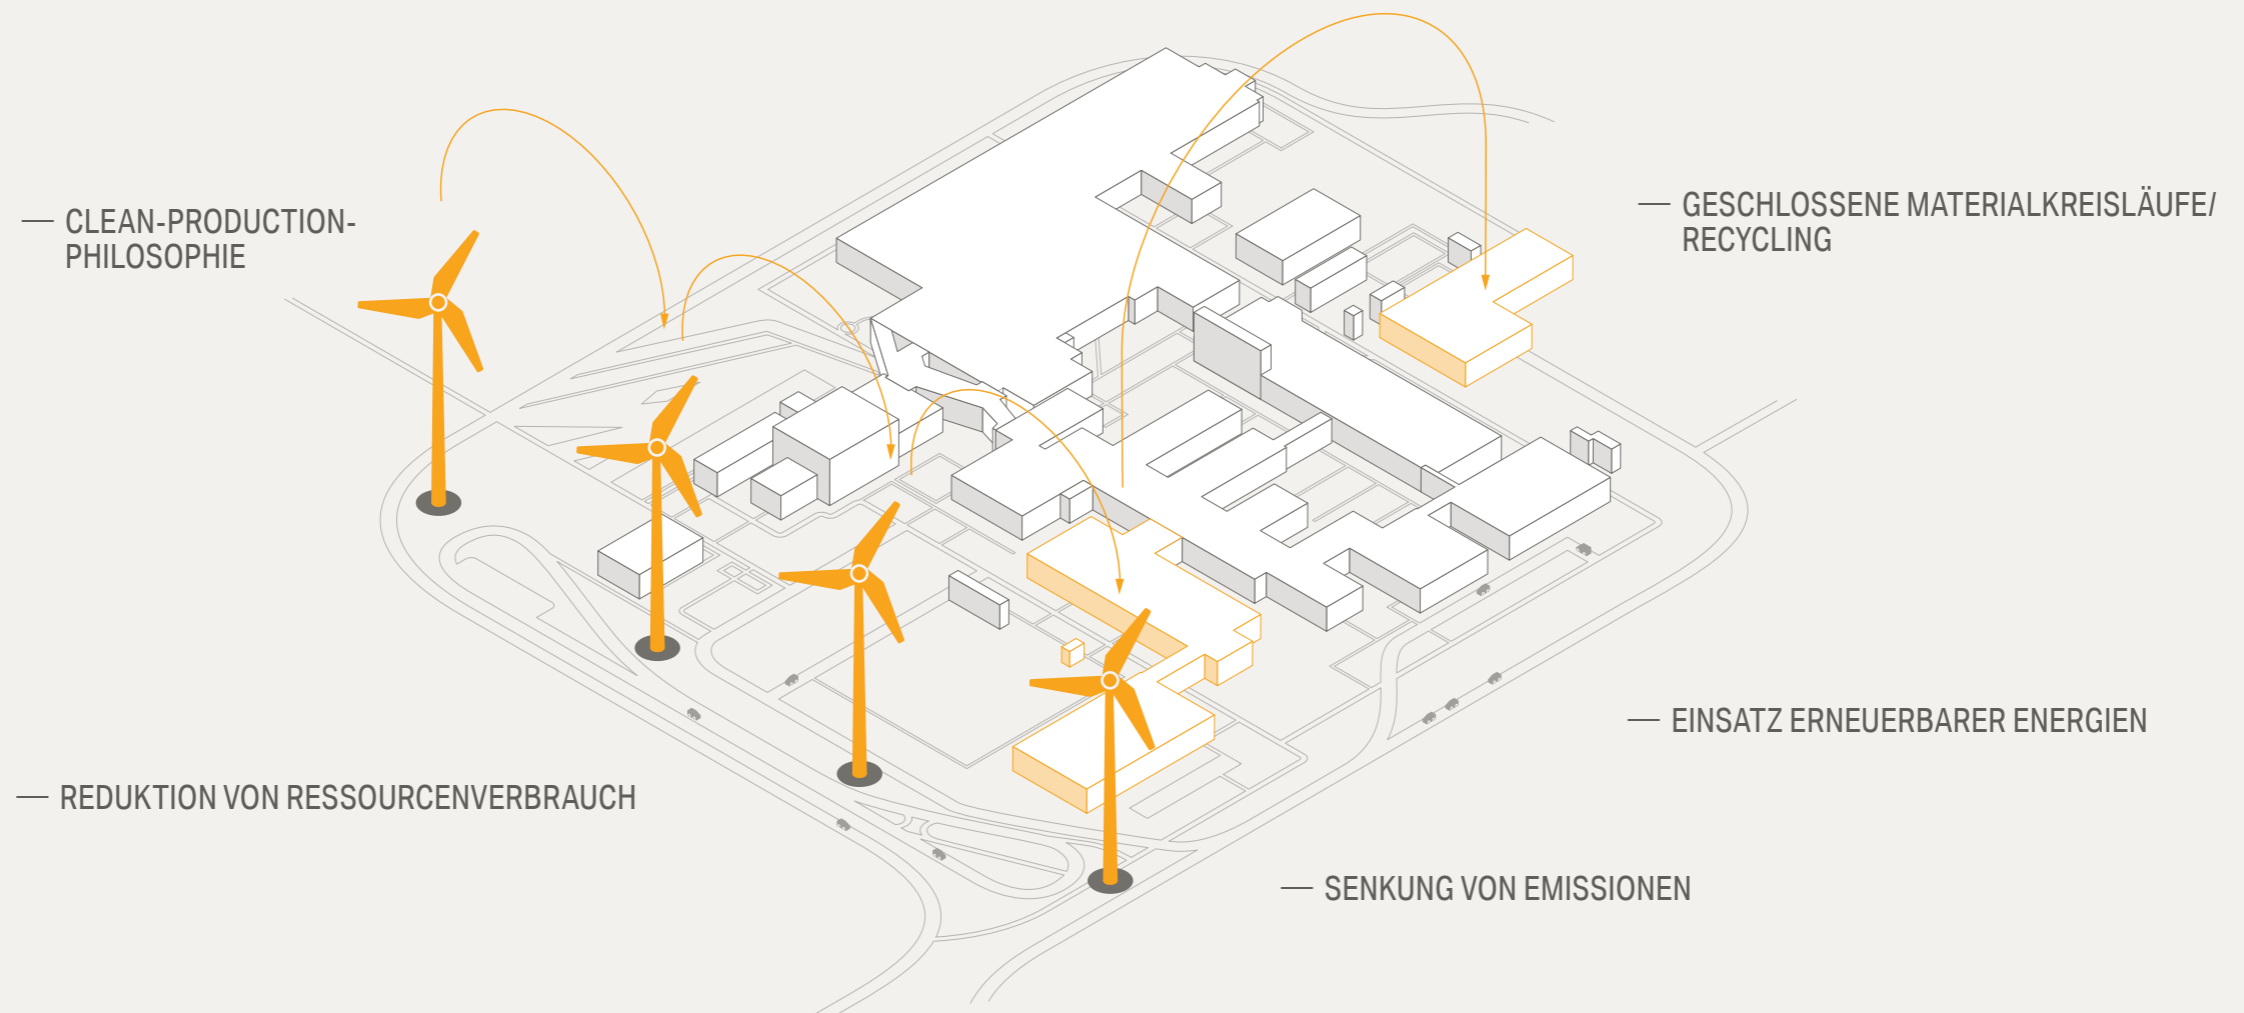 — CLEAN-PRODUCTION-
PHILOSOPHIE
— GESCHLOSSENE MATERIALKREISLÄUFE/
RECYCLING
— EINSATZ ERNEUERBARER ENERGIEN
— REDUKTION VON RESSOURCENVERBRAUCH
— SENKUNG VON EMISSIONEN